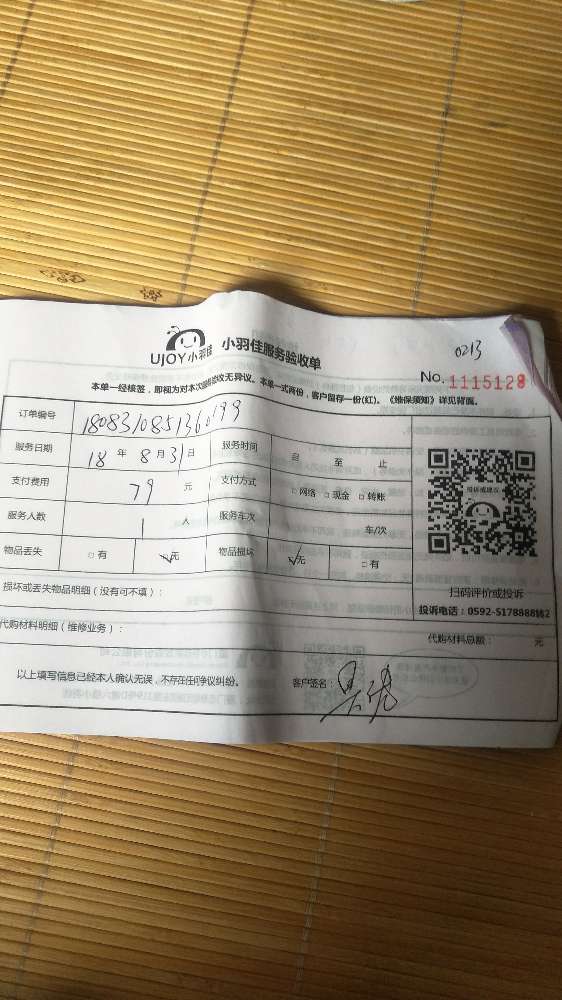 0213
UJOY小羽佳 小羽佳服务验收单
No. 1115128
本单一经核签，即视为对本次服务验收无异议。本单一式两份，客户留存一份(红)。《维保须知》详见背面。
订单编号 180831085136099
服务日期 18 年 8 月 31 日 服务时间 自 至 止
支付费用 79 元 支付方式 □网络 □现金 □转账
服务人数 1 人 服务车次 车/次
物品丢失 □有 ☑无 物品损坏 ☑无 □有
扫码评价或投诉
损坏或丢失物品明细（没有可不填）：
投诉电话：0592-5178888转2
代购材料明细（维修业务）：
代购材料总额： 元
以上填写信息已经本人确认无误，不存在任何争议纠纷。 客户签名：